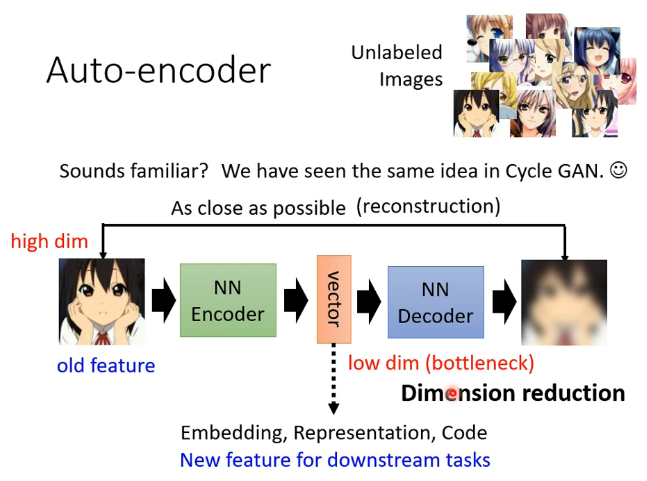 Auto-encoder
Unlabeled
Images
Sounds familiar? We have seen the same idea in Cycle GAN. ☺
As close as possible (reconstruction)
high dim
NN
Encoder
vector
NN
Decoder
old feature
low dim (bottleneck)
Dimension reduction
Embedding, Representation, Code
New feature for downstream tasks